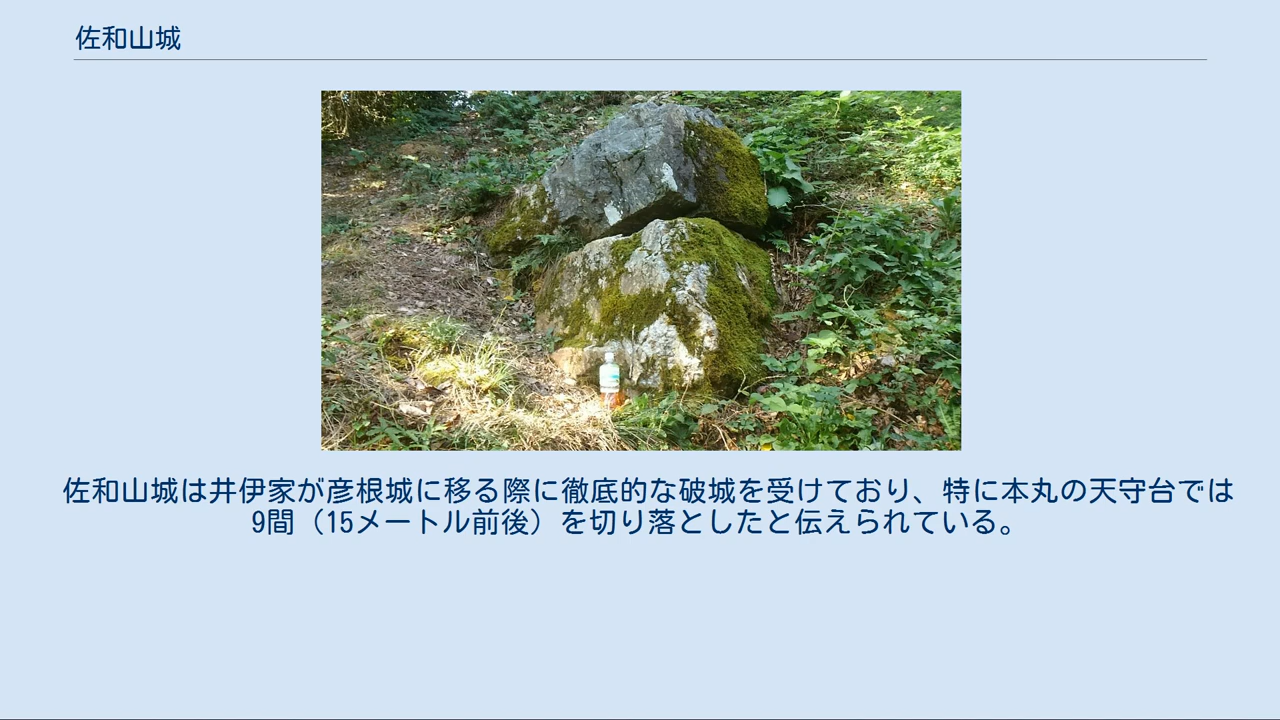 佐和山城
佐和山城は井伊家が彦根城に移る際に徹底的な破城を受けており、特に本丸の天守台では
9間（15メートル前後）を切り落としたと伝えられている。